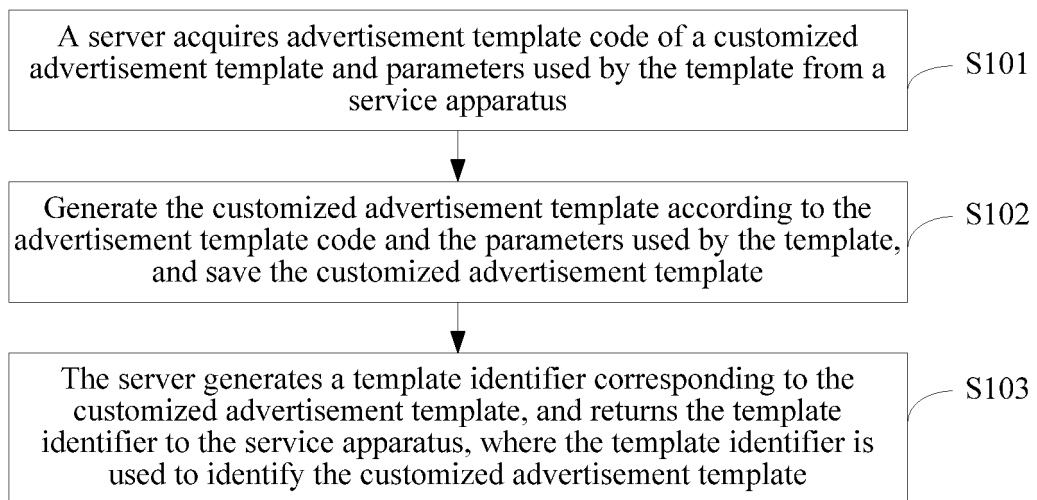 A server acquires advertisement template code of a customized
advertisement template and parameters used by the template from a
service apparatus
S101
Generate the customized advertisement template according to the
advertisement template code and the parameters used by the template,
and save the customized advertisement template
S102
The server generates a template identifier corresponding to the
customized advertisement template, and returns the template
identifier to the service apparatus, where the template identifier is
used to identify the customized advertisement template
S103